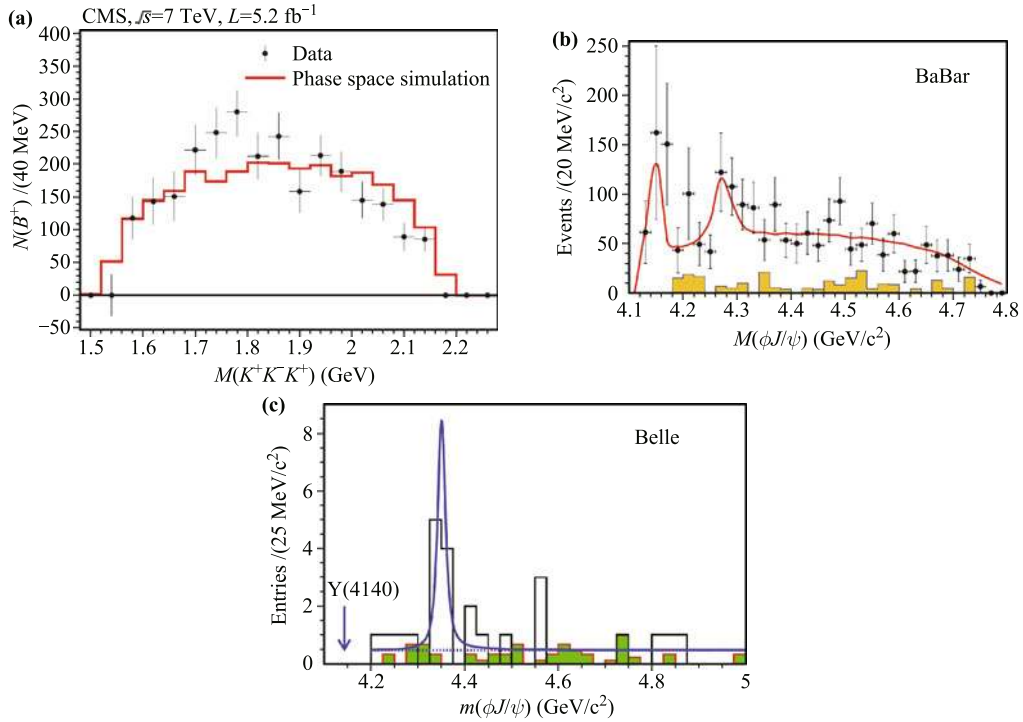 (a)
CMS, √s=7 TeV, L=5.2 fb⁻¹
N(B⁺) /(40 MeV)
400
350
300
250
200
150
100
50
0
−50
Data
Phase space simulation
1.5 1.6 1.7 1.8 1.9 2 2.1 2.2
M(K⁺K⁻K⁺) (GeV)
(b)
BaBar
Events /(20 MeV/c²)
250
200
150
100
50
0
4.1 4.2 4.3 4.4 4.5 4.6 4.7 4.8
M(ϕJ/ψ) (GeV/c²)
(c)
Belle
Entries /(25 MeV/c²)
8
6
4
2
0
Y(4140)
4.2 4.4 4.6 4.8 5
m(ϕJ/ψ) (GeV/c²)